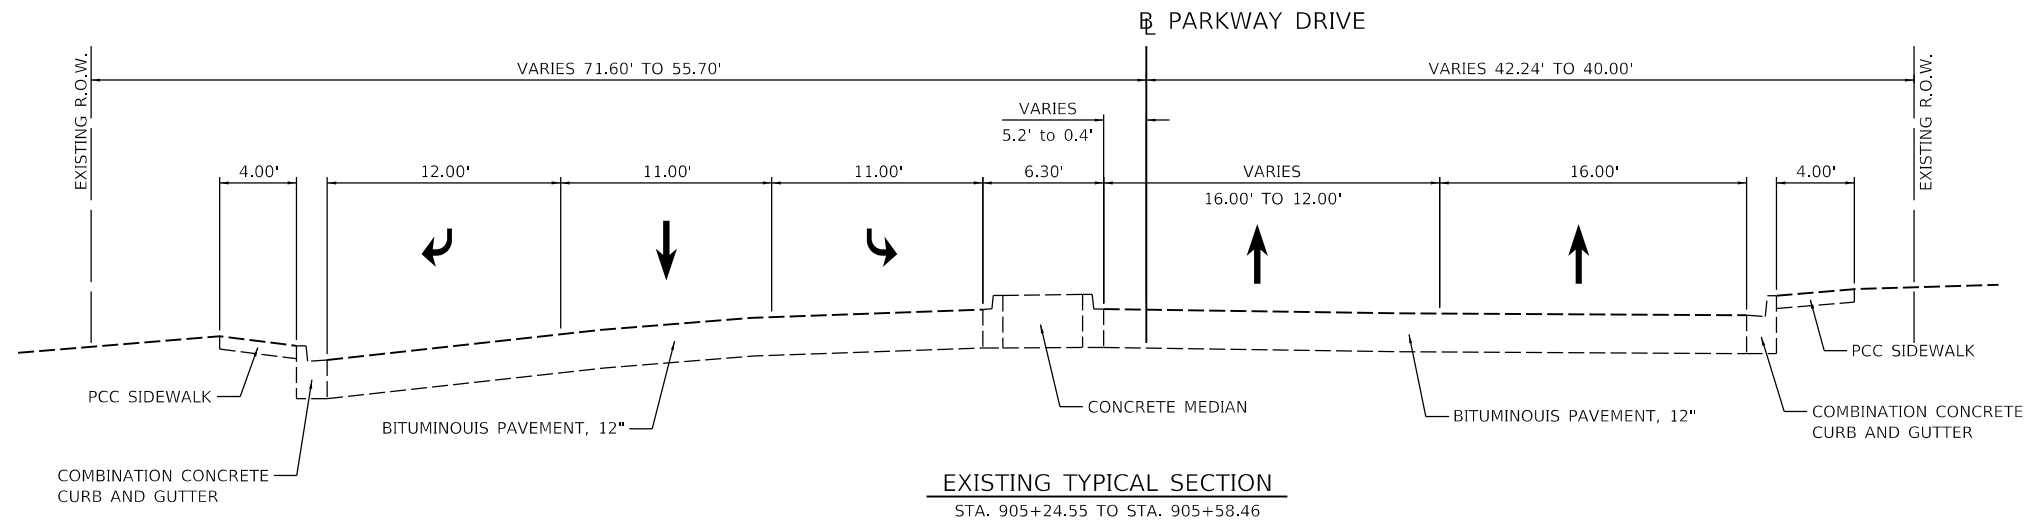 BL PARKWAY DRIVE
VARIES 71.60' TO 55.70'
VARIES 42.24' TO 40.00'
EXISTING R.O.W.
EXISTING R.O.W.
VARIES
5.2' to 0.4'
4.00'
12.00'
11.00'
11.00'
6.30'
VARIES
16.00' TO 12.00'
16.00'
4.00'
PCC SIDEWALK
PCC SIDEWALK
CONCRETE MEDIAN
BITUMINOUIS PAVEMENT, 12"
BITUMINOUIS PAVEMENT, 12"
COMBINATION CONCRETE
CURB AND GUTTER
COMBINATION CONCRETE
CURB AND GUTTER
EXISTING TYPICAL SECTION
STA. 905+24.55 TO STA. 905+58.46